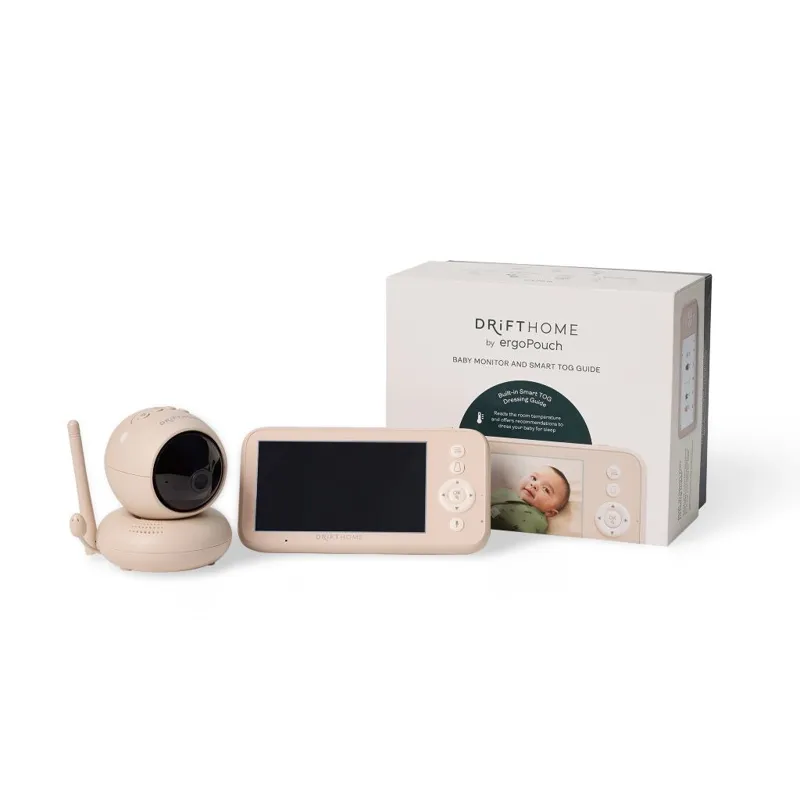 DRiFTHOME
by ergoPouch
BABY MONITOR AND SMART TOG GUIDE
Built-in Smart TOG
Dressing Guide
Reads the room temperature
and offers recommendations to
dress your baby for sleep
DRiFTHOME